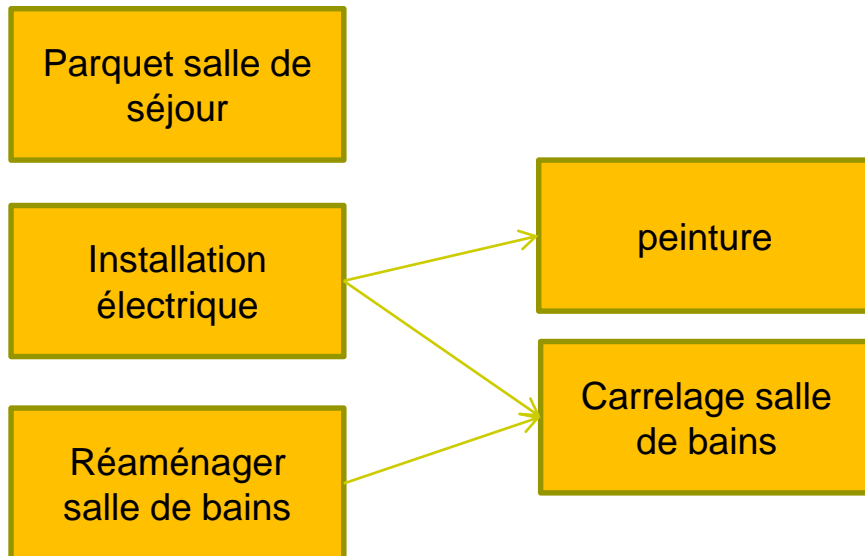 Parquet salle de
séjour
Installation
électrique
Réaménager
salle de bains
peinture
Carrelage salle
de bains